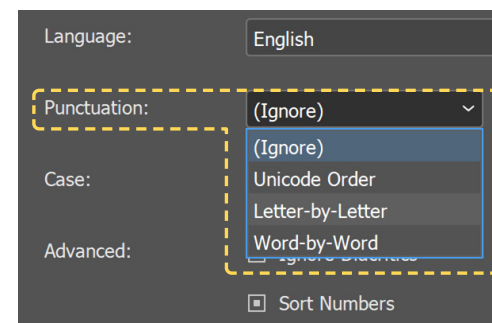 Language:
English
Punctuation:
(Ignore)
(Ignore)
Case:
Unicode Order
Letter-by-Letter
Advanced:
Word-by-Word
Sort Numbers